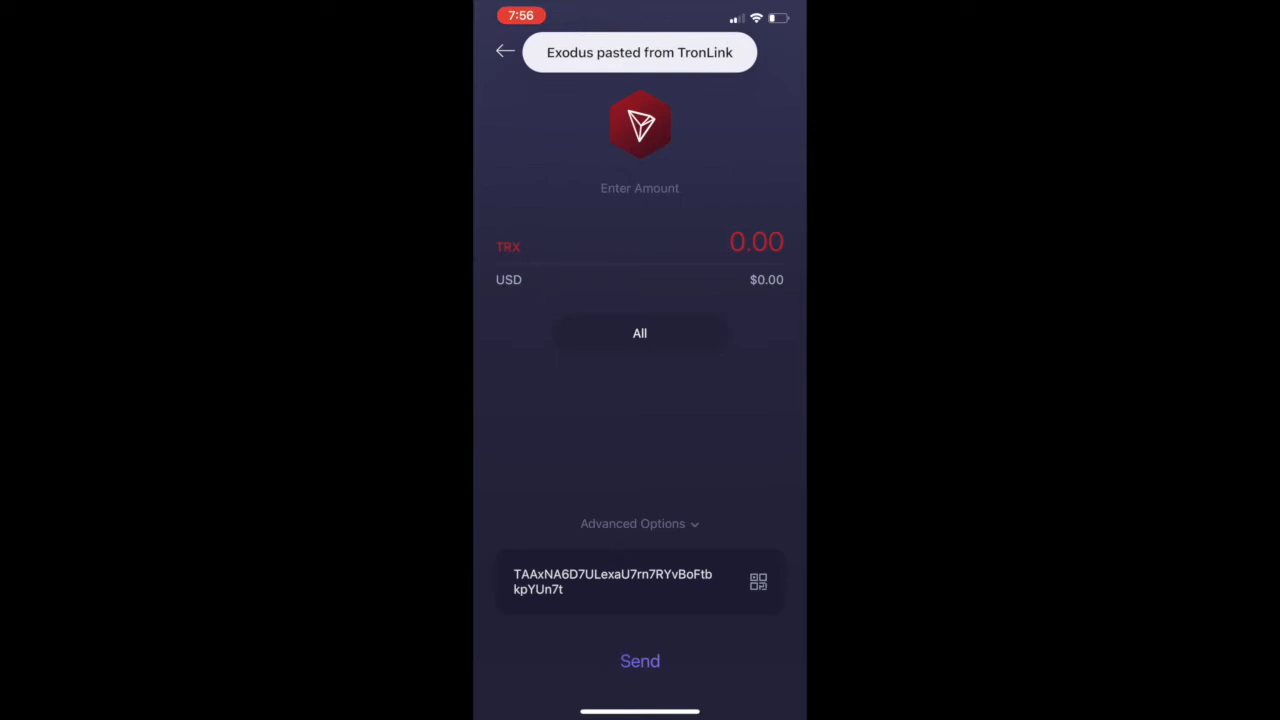 7:56
Exodus pasted from TronLink
Enter Amount
TRX 0.00
USD $0.00
All
Advanced Options
TAAxNA6D7ULexaU7rn7RYvBoFtb
kpYUn7t
Send